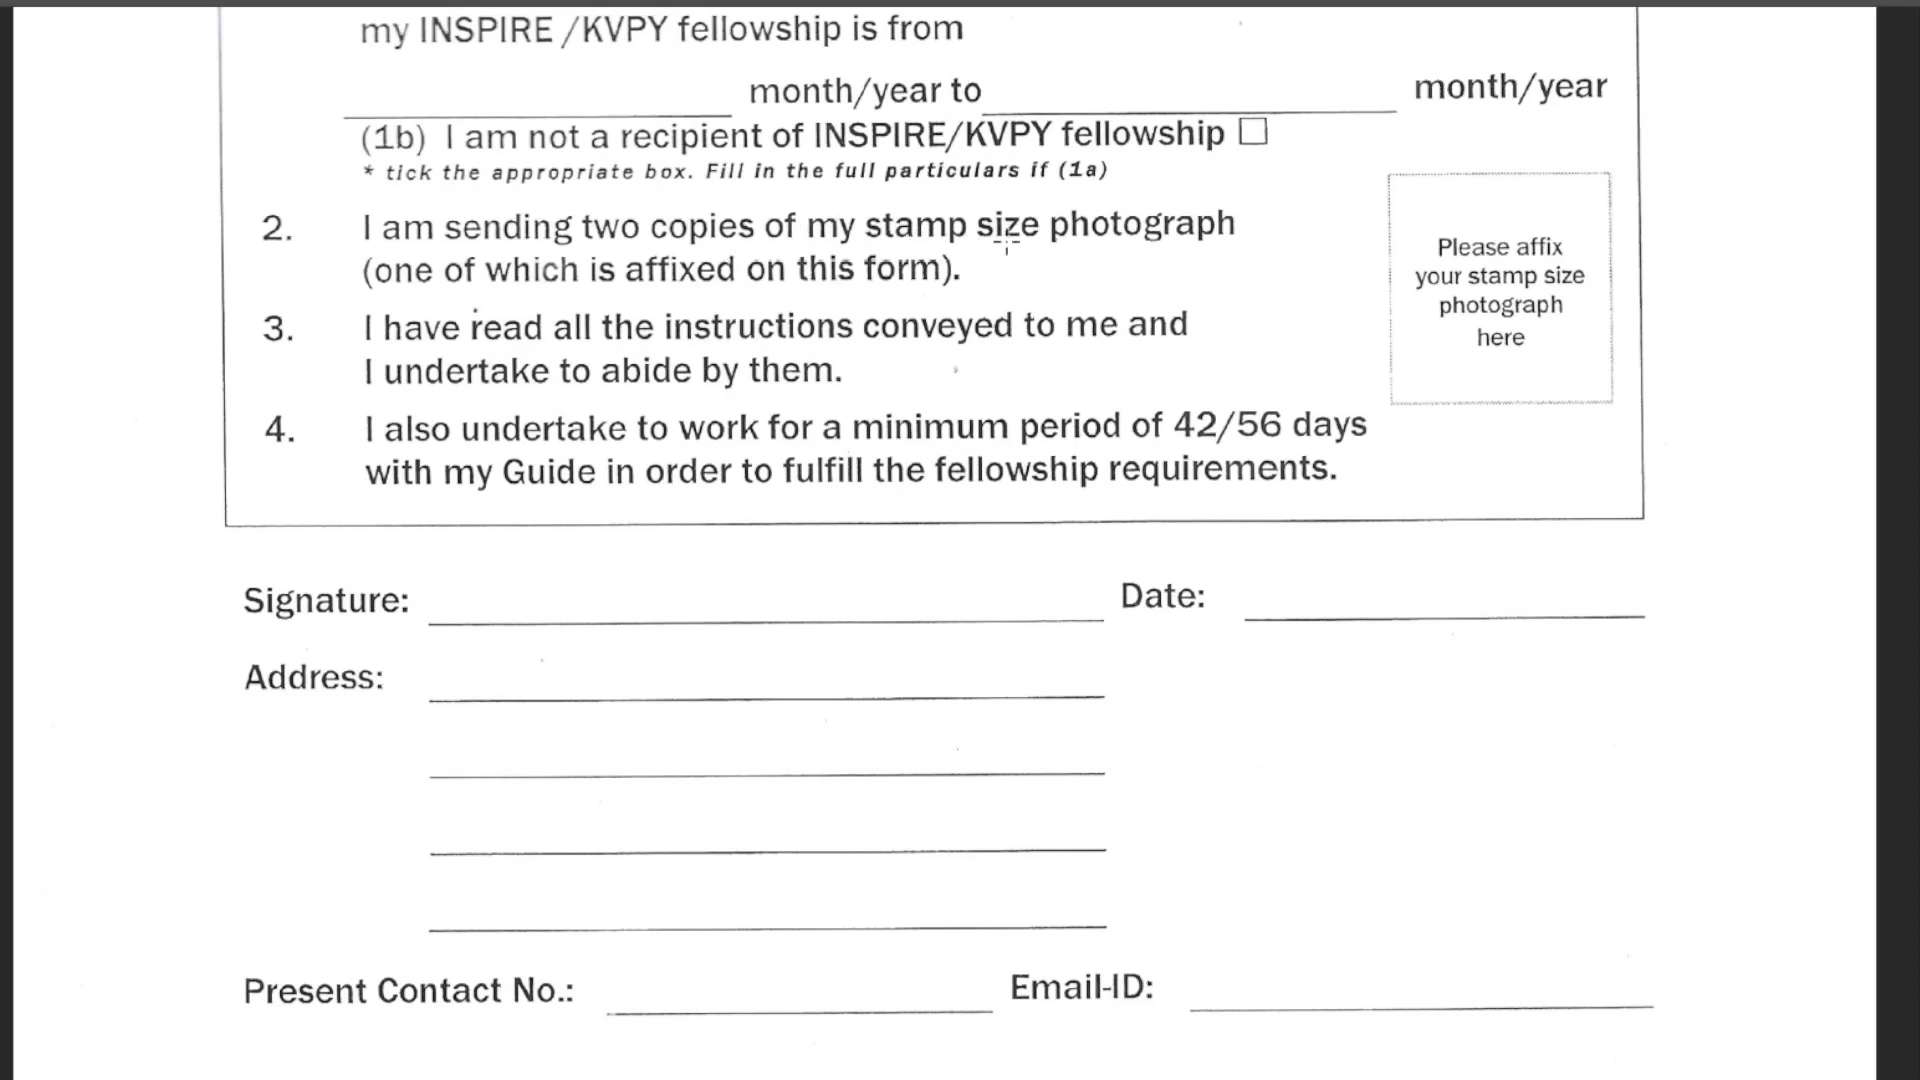 my INSPIRE /KVPY fellowship is from
month/year to month/year
(1b) I am not a recipient of INSPIRE/KVPY fellowship
* tick the appropriate box. Fill in the full particulars if (1a)
2. I am sending two copies of my stamp size photograph
(one of which is affixed on this form).
Please affix
your stamp size
photograph
here
3. I have read all the instructions conveyed to me and
I undertake to abide by them.
4. I also undertake to work for a minimum period of 42/56 days
with my Guide in order to fulfill the fellowship requirements.
Signature: Date:
Address:
Present Contact No.: Email-ID: